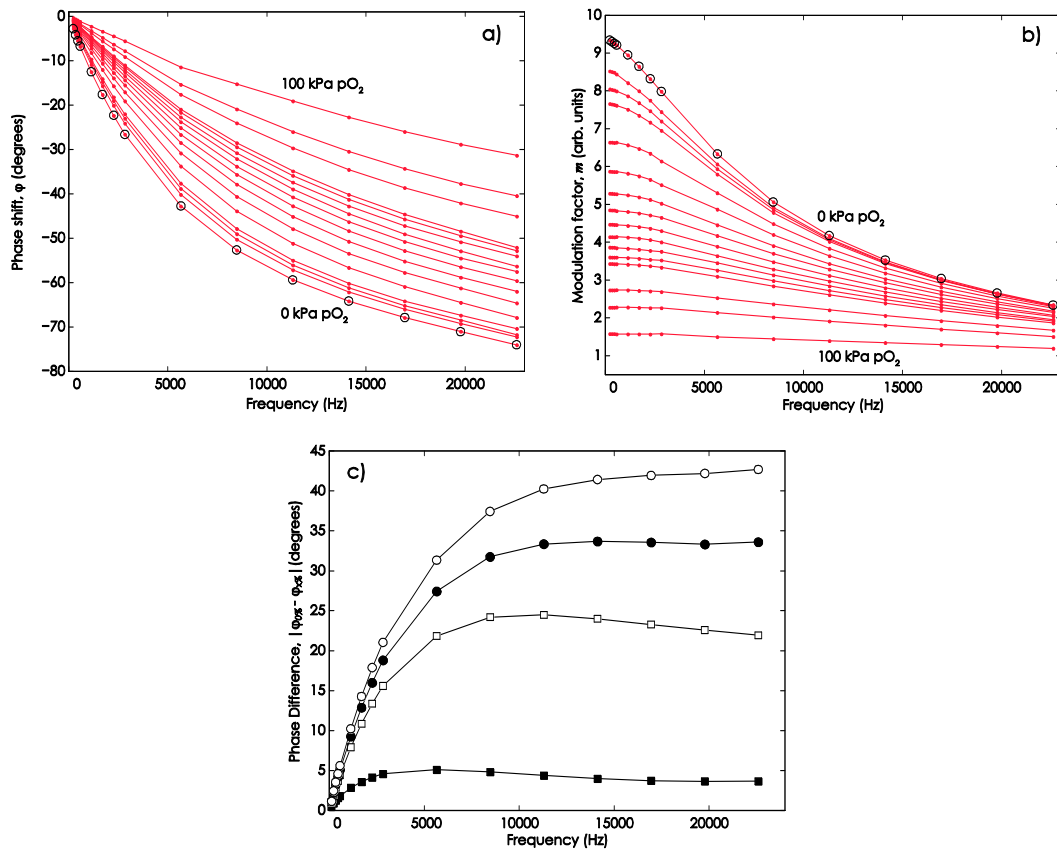 a)
Phase shift, φ (degrees)
0
−10
−20
−30
−40
−50
−60
−70
−80
100 kPa pO₂
0 kPa pO₂
0 5000 10000 15000 20000
Frequency (Hz)
b)
Modulation factor, m (arb. units)
10
9
8
7
6
5
4
3
2
1
0 kPa pO₂
100 kPa pO₂
0 5000 10000 15000 20000
Frequency (Hz)
c)
Phase Difference, |φ0% - φx%| (degrees)
45
40
35
30
25
20
15
10
5
0
0 5000 10000 15000 20000
Frequency (Hz)